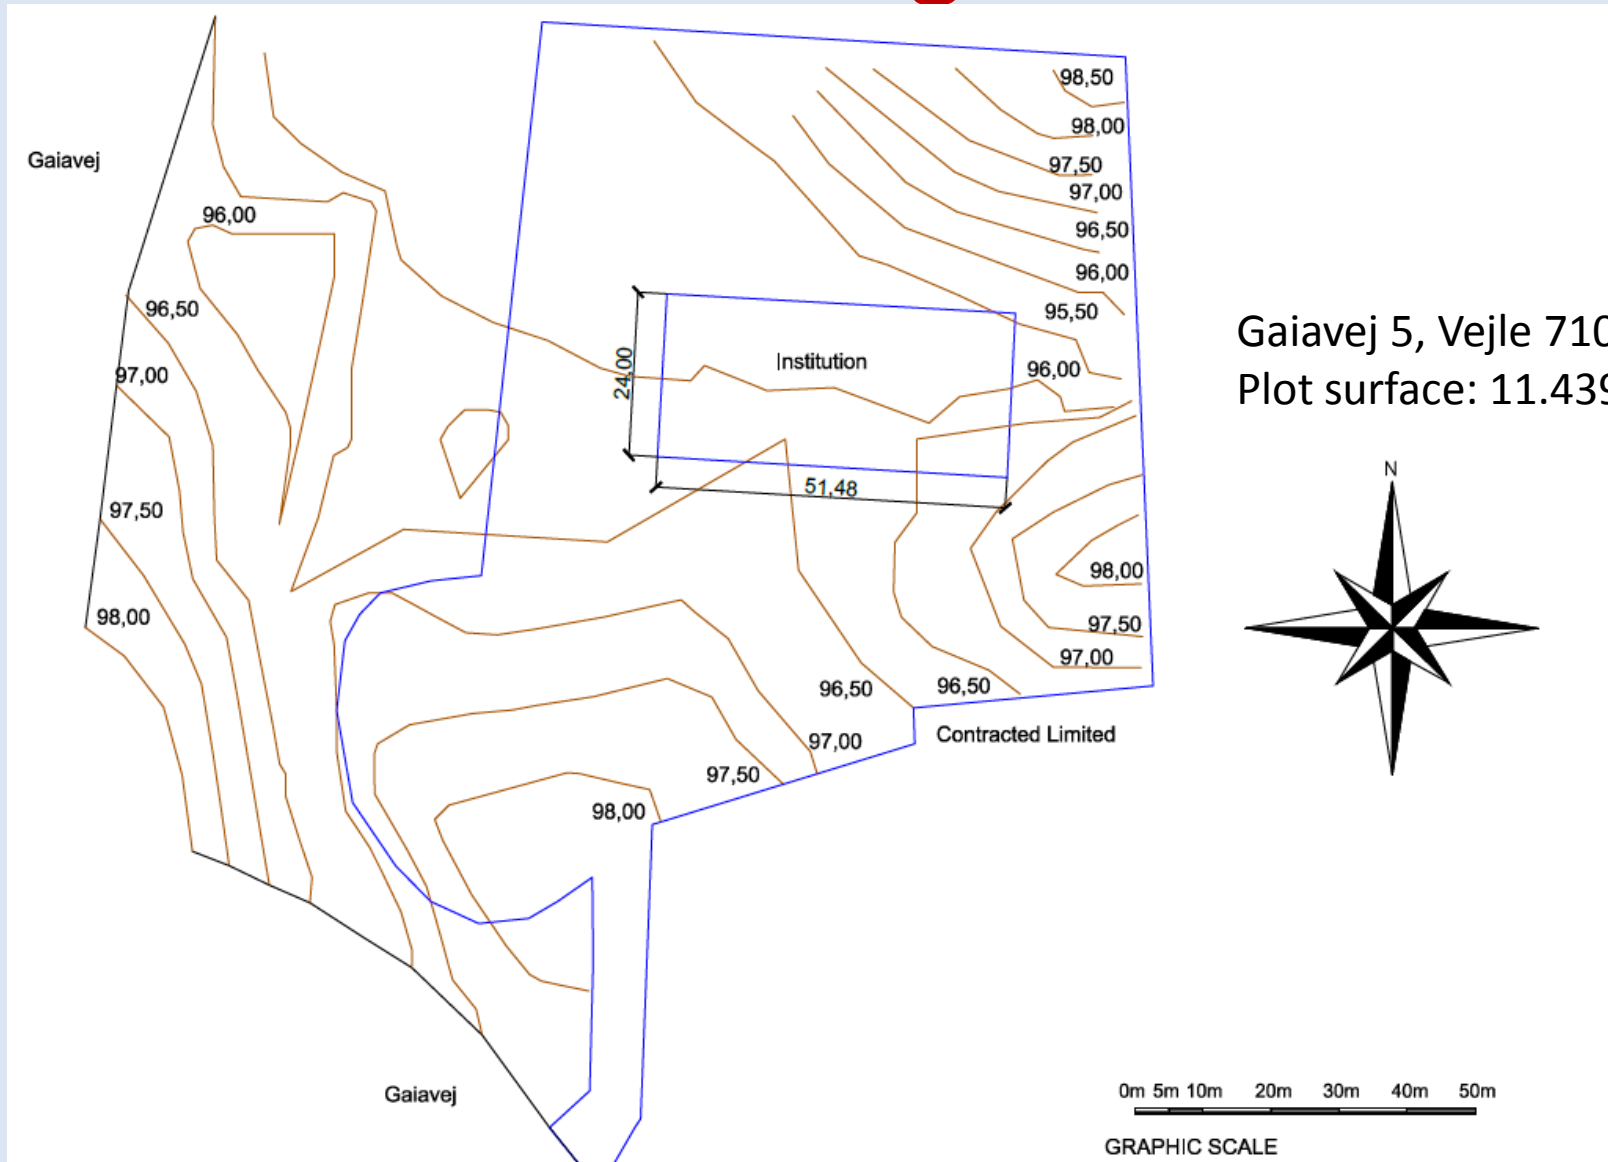 98,50
98,00
Gaiavej
97,50
97,00
96,00
96,50
96,00
96,50
95,50
Gaiavej 5, Vejle 710
Institution
24,00
96,00
97,00
Plot surface: 11.439
N
51,48
97,50
98,00
98,00
97,50
97,00
96,50
96,50
Contracted Limited
97,00
97,50
98,00
Gaiavej
0m 5m 10m 20m 30m 40m 50m
GRAPHIC SCALE